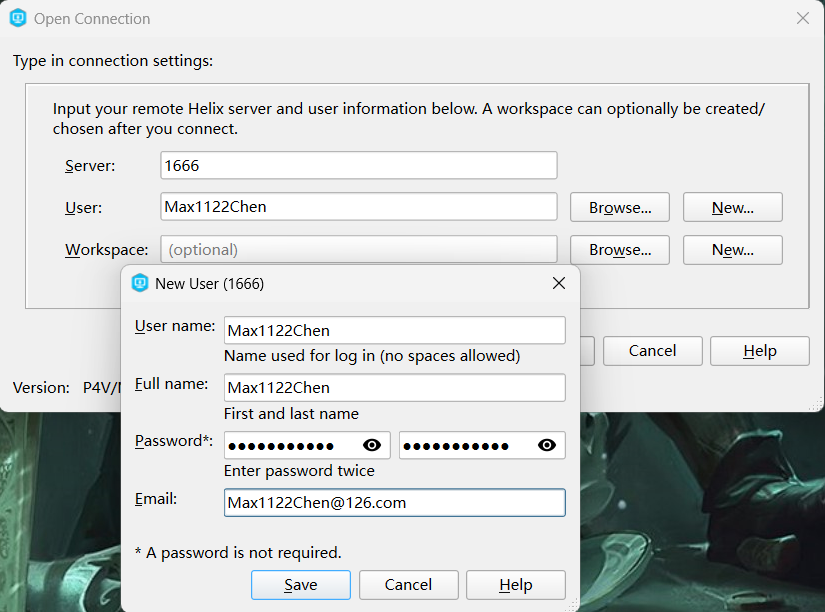 Open Connection
Type in connection settings:
Input your remote Helix server and user information below. A workspace can optionally be created/
chosen after you connect.
Server: 1666
User: Max1122Chen Browse... New...
Workspace: (optional) Browse... New...
New User (1666)
User name: Max1122Chen
Name used for log in (no spaces allowed)
Cancel Help
Full name: Max1122Chen
Version: P4V/
First and last name
Password*: ●●●●●●●●●●● ●●●●●●●●●●●
Enter password twice
Email: Max1122Chen@126.com
* A password is not required.
Save Cancel Help